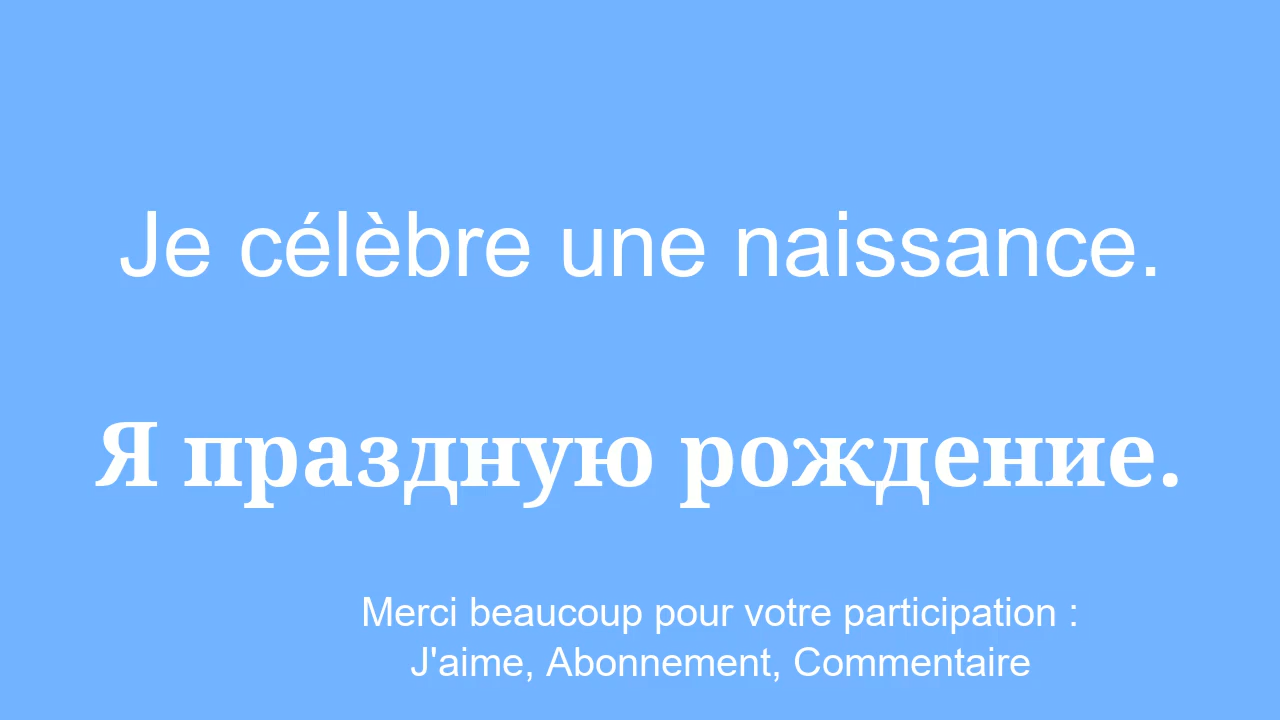 Je célèbre une naissance.
Я праздную рождение.
Merci beaucoup pour votre participation :
J'aime, Abonnement, Commentaire